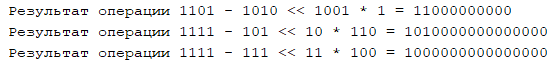 Результат операции 1101 - 1010 << 1001 * 1 = 11000000000
Результат операции 1111 - 101 << 10 * 110 = 1010000000000000
Результат операции 1111 - 111 << 11 * 100 = 1000000000000000